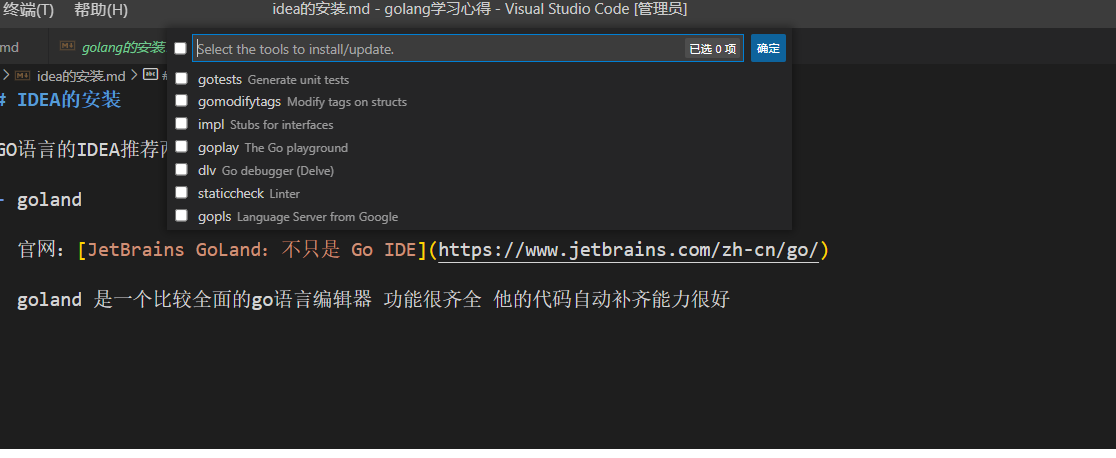 终端(T) 帮助(H) idea的安装.md - golang学习心得 - Visual Studio Code [管理员]
md golang的安装
Select the tools to install/update. 已选 0 项 确定
idea的安装.md #
gotests Generate unit tests
# IDEA的安装
gomodifytags Modify tags on structs
impl Stubs for interfaces
GO语言的IDEA推荐
goplay The Go playground
dlv Go debugger (Delve)
- goland
staticcheck Linter
gopls Language Server from Google
官网：[JetBrains GoLand：不只是 Go IDE](https://www.jetbrains.com/zh-cn/go/)
goland 是一个比较全面的go语言编辑器 功能很齐全 他的代码自动补齐能力很好